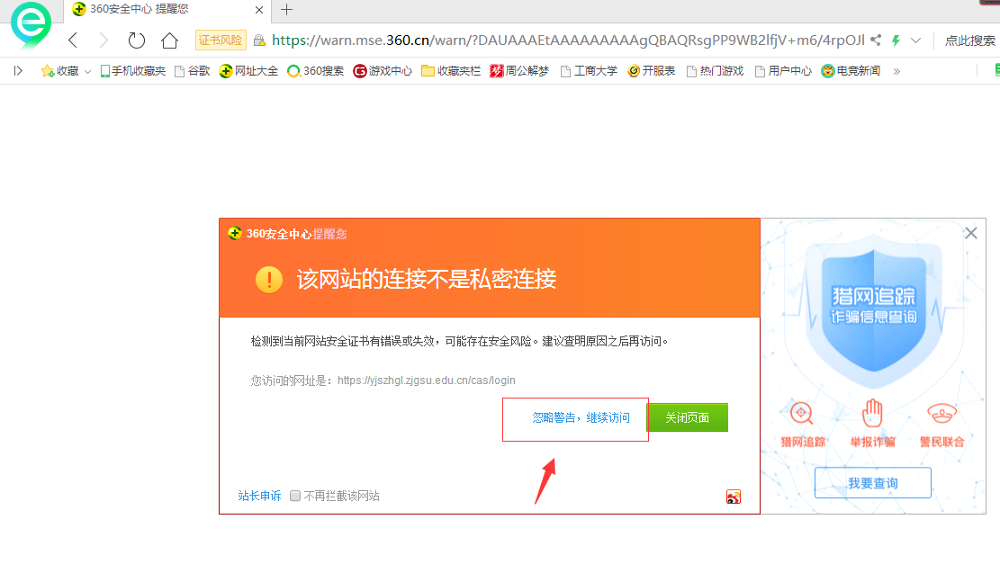 360安全中心 提醒您
证书风险
https://warn.mse.360.cn/warn/?DAUAAAEtAAAAAAAAAgQBAQRsgPP9WB2lfjV+m6/4rpOJl
点此搜索
收藏 手机收藏夹 谷歌 网址大全 360搜索 游戏中心 收藏夹栏 周公解梦 工商大学 开服表 热门游戏 用户中心 电竞新闻 »
360安全中心提醒您
该网站的连接不是私密连接
检测到当前网站安全证书有错误或失效，可能存在安全风险。建议查明原因之后再访问。
您访问的网址是：https://yjszhgl.zjgsu.edu.cn/cas/login
忽略警告，继续访问
关闭页面
站长申诉 不再拦截该网站
猎网追踪
诈骗信息查询
猎网追踪 举报诈骗 警民联合
我要查询